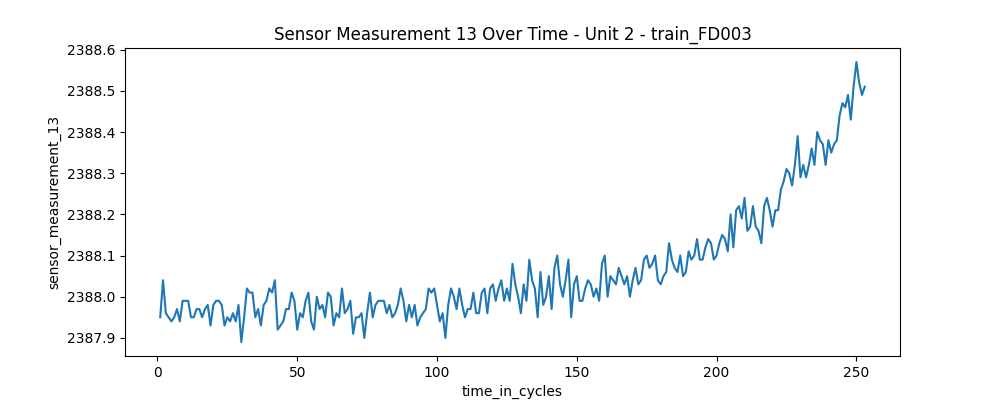 Sensor Measurement 13 Over Time - Unit 2 - train_FD003
2388.6
2388.5
2388.4
2388.3
2388.2
2388.1
2388.0
2387.9
sensor_measurement_13
0 50 100 150 200 250
time_in_cycles